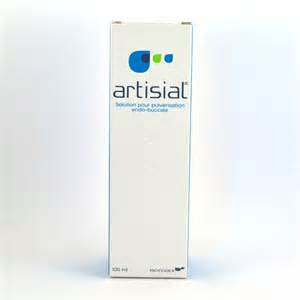 artisial®
Solution pour pulvérisation
endo-buccale
100 ml